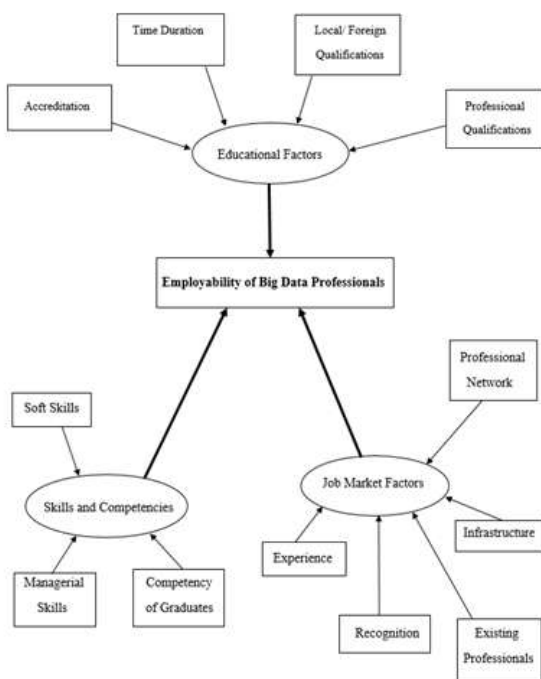 Time Duration
Local/ Foreign
Qualifications
Accreditation
Professional
Qualifications
Educational Factors
Employability of Big Data Professionals
Professional
Network
Soft Skills
Skills and Competencies
Job Market Factors
Infrastructure
Experience
Managerial
Skills
Competency
of Graduates
Recognition
Existing
Professionals